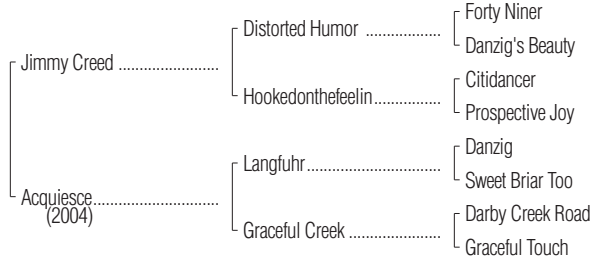 Forty Niner
Distorted Humor ..................
Danzig's Beauty
Jimmy Creed ........................
Citidancer
Hookedonthefeelin................
Prospective Joy
Danzig
Langfuhr................................
Sweet Briar Too
Acquiesce..............................
(2004)
Darby Creek Road
Graceful Creek ......................
Graceful Touch